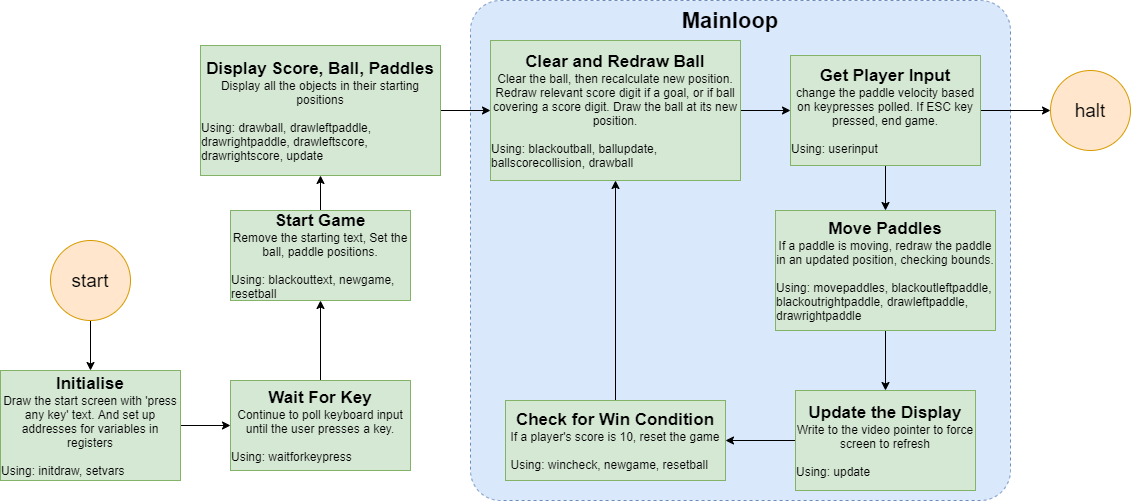 Mainloop
start
Initialise
Draw the start screen with 'press
any key' text. And set up
addresses for variables in
registers
Using: initdraw, setvars
Wait For Key
Continue to poll keyboard input
until the user presses a key.
Using: waitforkeypress
Start Game
Remove the starting text, Set the
ball, paddle positions.
Using: blackouttext, newgame,
resetball
Display Score, Ball, Paddles
Display all the objects in their starting
positions
Using: drawball, drawleftpaddle,
drawrightpaddle, drawleftscore,
drawrightscore, update
Clear and Redraw Ball
Clear the ball, then recalculate new position.
Redraw relevant score digit if a goal, or if ball
covering a score digit. Draw the ball at its new
position.
Using: blackoutball, ballupdate,
ballscorecollision, drawball
Get Player Input
change the paddle velocity based
on keypresses polled. If ESC key
pressed, end game.
Using: userinput
halt
Move Paddles
If a paddle is moving, redraw the paddle
in an updated position, checking bounds.
Using: movepaddles, blackoutleftpaddle,
blackoutrightpaddle, drawleftpaddle,
drawrightpaddle
Update the Display
Write to the video pointer to force
screen to refresh
Using: update
Check for Win Condition
If a player's score is 10, reset the game
Using: wincheck, newgame, resetball